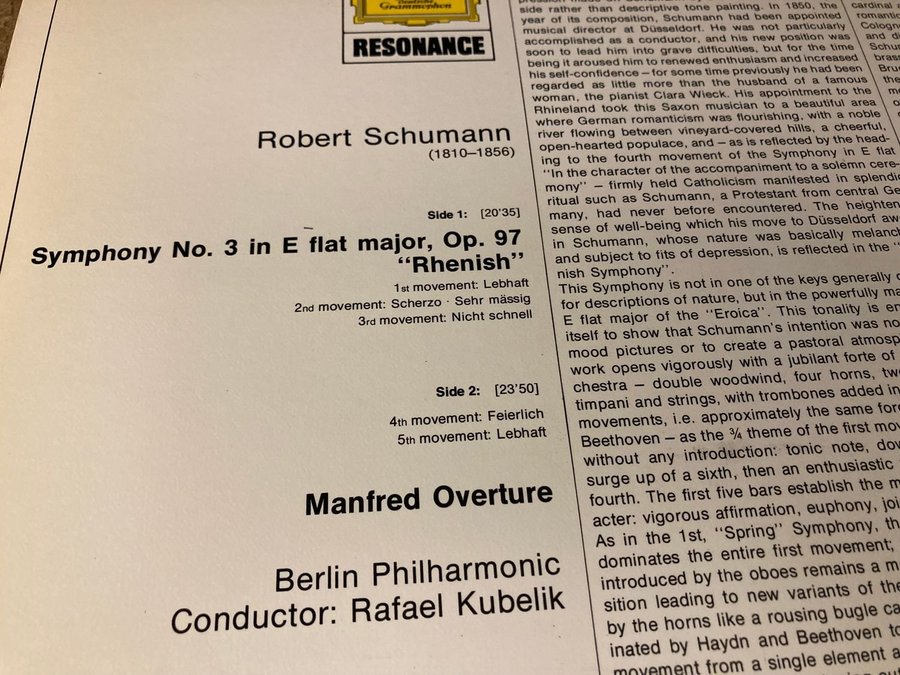 Deutsche
Grammophon
RESONANCE
Robert Schumann
(1810–1856)
Side 1: [20'35]
Symphony No. 3 in E flat major, Op. 97
“Rhenish”
1st movement: Lebhaft
2nd movement: Scherzo · Sehr mässig
3rd movement: Nicht schnell
Side 2: [23'50]
4th movement: Feierlich
5th movement: Lebhaft
Manfred Overture
Berlin Philharmonic
Conductor: Rafael Kubelik
side rather than descriptive tone painting. In 1850, the
year of its composition, Schumann had been appointed
musical director at Düsseldorf. He was not particularly
accomplished as a conductor, and his new position was
soon to lead him into grave difficulties, but for the time
being it aroused him to renewed enthusiasm and increased
his self-confidence – for some time previously he had been
regarded as little more than the husband of a famous
woman, the pianist Clara Wieck. His appointment to the
Rhineland took this Saxon musician to a beautiful area
where German romanticism was flourishing, with a noble
river flowing between vineyard-covered hills, a cheerful,
open-hearted populace, and – as is reflected by the head-
ing to the fourth movement of the Symphony in E flat
“In the character of the accompaniment to a solemn cere-
mony” – firmly held Catholicism manifested in splendid
ritual such as Schumann, a Protestant from central Ge
many, had never before encountered. The heighten
sense of well-being which his move to Düsseldorf aw
in Schumann, whose nature was basically melanch
and subject to fits of depression, is reflected in the “
nish Symphony”.
This Symphony is not in one of the keys generally
for descriptions of nature, but in the powerfully ma
E flat major of the “Eroica”. This tonality is en
itself to show that Schumann's intention was no
mood pictures or to create a pastoral atmosp
work opens vigorously with a jubilant forte of
chestra – double woodwind, four horns, tw
timpani and strings, with trombones added in
movements, i.e. approximately the same for
Beethoven – as the ¾ theme of the first mov
without any introduction: tonic note, dow
surge up of a sixth, then an enthusiastic
fourth. The first five bars establish the m
acter: vigorous affirmation, euphony, joi
As in the 1st, “Spring” Symphony, th
dominates the entire first movement;
introduced by the oboes remains a m
sition leading to new variants of the
by the horns like a rousing bugle ca
inated by Haydn and Beethoven to
movement from a single element a
cardinal
romantic
Cologn
and d
Schu
brass
the